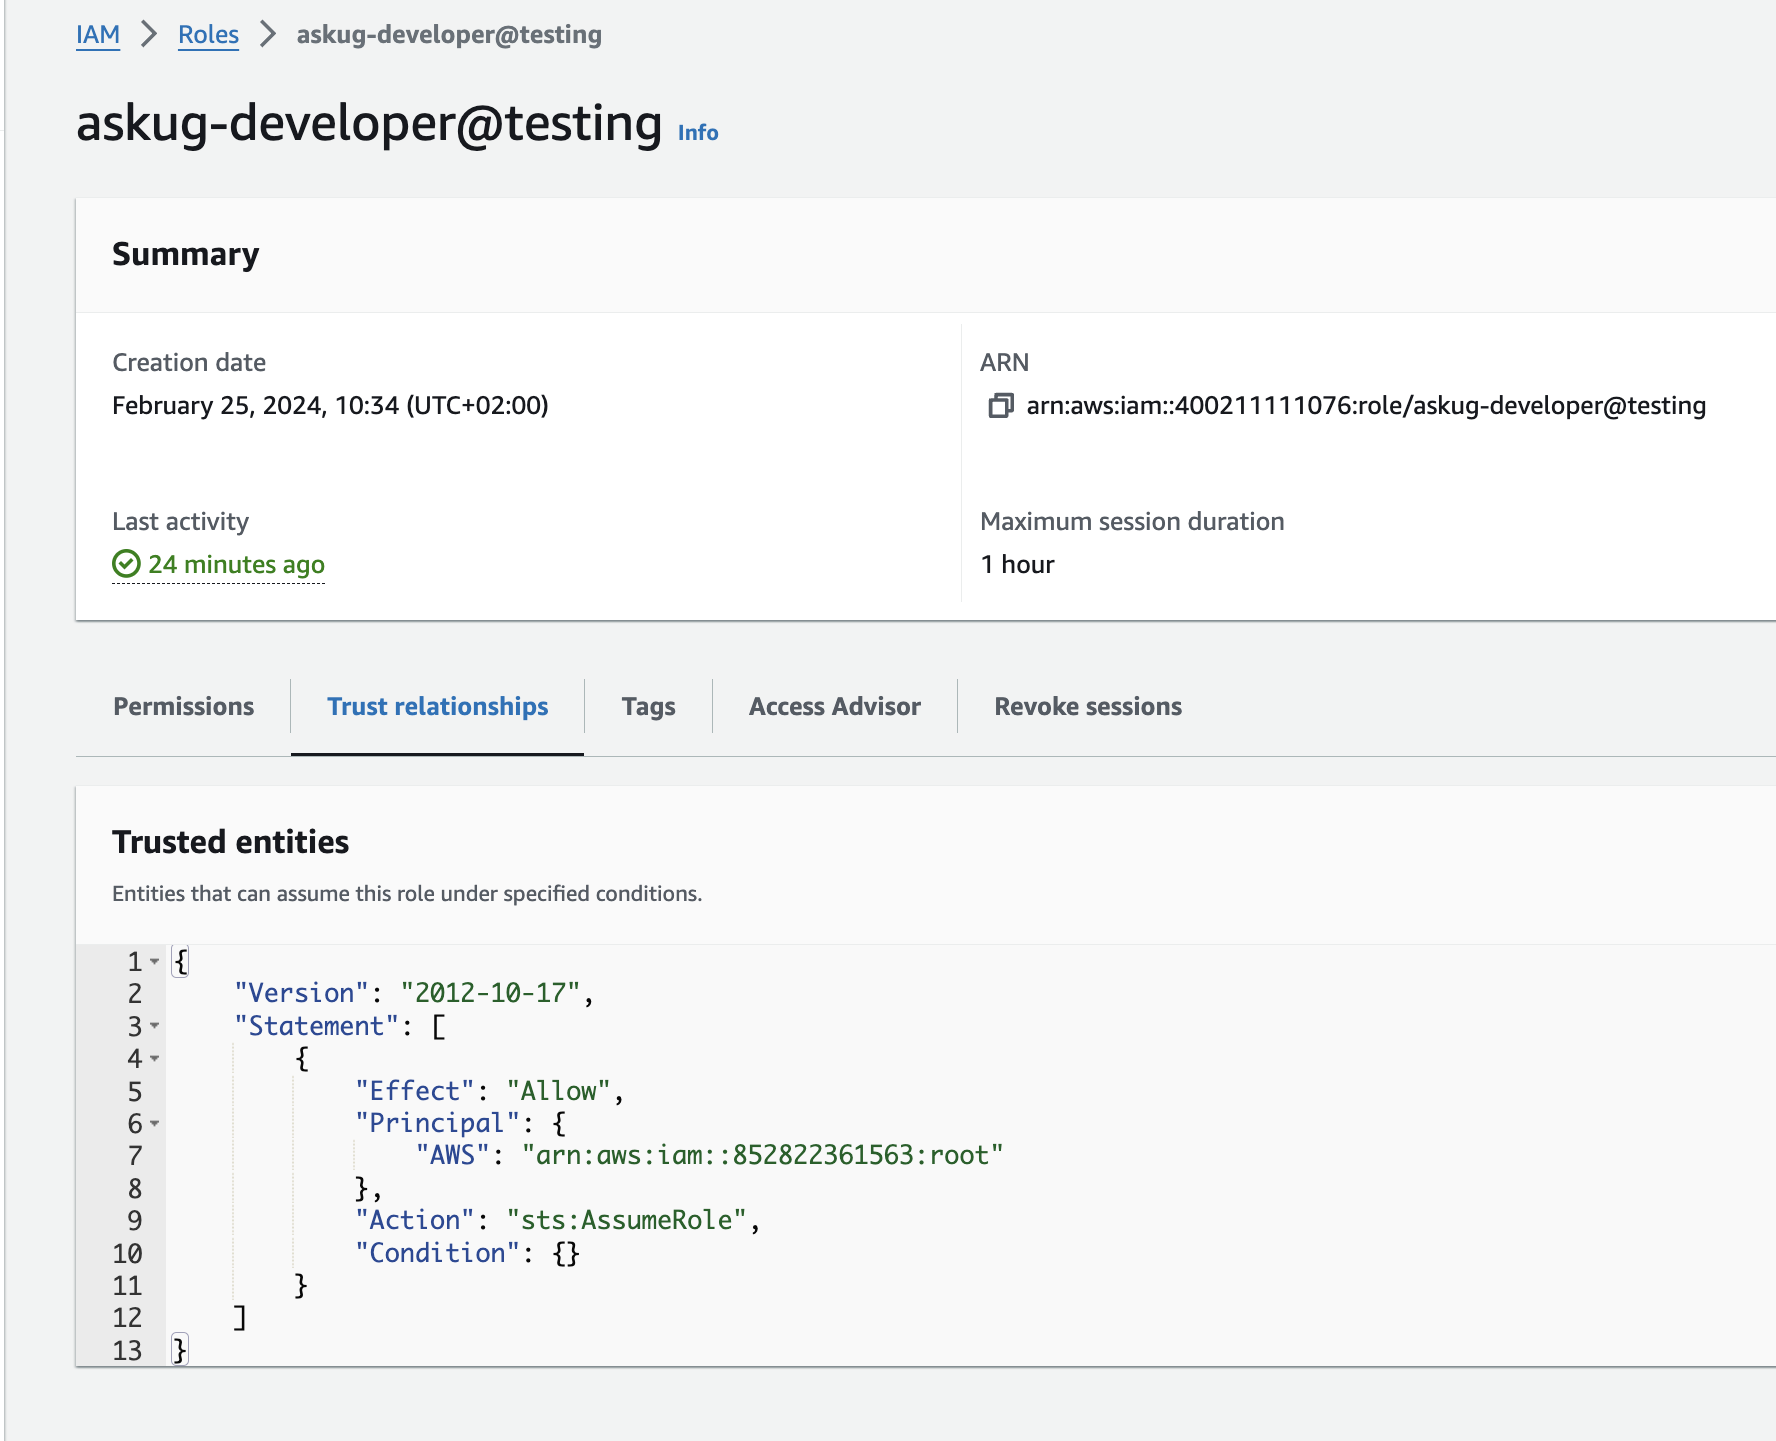 IAM > Roles > askug-developer@testing
askug-developer@testing Info
Summary
Creation date
February 25, 2024, 10:34 (UTC+02:00)
ARN
arn:aws:iam::400211111076:role/askug-developer@testing
Last activity
24 minutes ago
Maximum session duration
1 hour
Permissions Trust relationships Tags Access Advisor Revoke sessions
Trusted entities
Entities that can assume this role under specified conditions.
1 {
2     "Version": "2012-10-17",
3     "Statement": [
4         {
5             "Effect": "Allow",
6             "Principal": {
7                 "AWS": "arn:aws:iam::852822361563:root"
8             },
9             "Action": "sts:AssumeRole",
10             "Condition": {}
11         }
12     ]
13 }